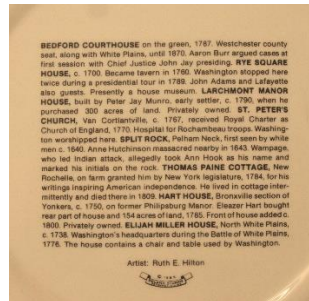 BEDFORD COURTHOUSE on the green, 1787. Westchester county
seat, along with White Plains, until 1870. Aaron Burr argued cases at
first session with Chief Justice John Jay presiding. RYE SQUARE
HOUSE, c. 1700. Became tavern in 1760. Washington stopped here
twice during a presidential tour in 1789. John Adams and Lafayette
also guests. Presently a house museum. LARCHMONT MANOR
HOUSE, built by Peter Jay Munro, early settler, c. 1790, when he
purchased 300 acres of land. Privately owned. ST. PETER'S
CHURCH, Van Cortlantville, c. 1767, received Royal Charter as
Church of England, 1770. Hospital for Rochambeau troops. Washing-
ton worshipped here. SPLIT ROCK, Pelham Neck, first seen by white
men c. 1640. Anne Hutchinson massacred nearby in 1643. Wampage,
who led Indian attack, allegedly took Ann Hook as his name and
marked his initials on the rock. THOMAS PAINE COTTAGE, New
Rochelle, on farm granted him by New York legislature, 1784, for his
writings inspiring American independence. He lived in cottage inter-
mittently and died there in 1809. HART HOUSE, Bronxville section of
Yonkers, c. 1750, on former Philipsburg Manor. Eleazer Hart bought
rear part of house and 154 acres of land, 1785. Front of house added c.
1800. Privately owned. ELIJAH MILLER HOUSE, North White Plains,
c. 1738. Washington's headquarters during the Battle of White Plains,
1776. The house contains a chair and table used by Washington.
Artist: Ruth E. Hilton